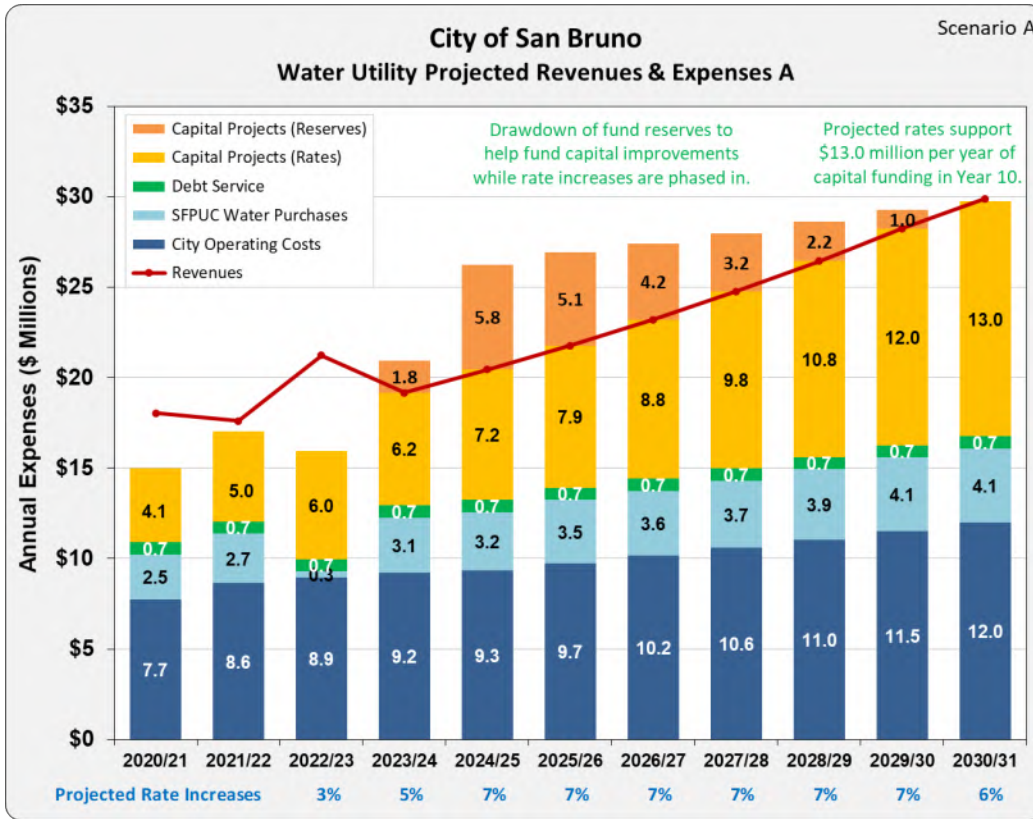 Scenario A
City of San Bruno
Water Utility Projected Revenues & Expenses A
Annual Expenses ($ Millions)
$35
$30
$25
$20
$15
$10
$5
$0
Capital Projects (Reserves)
Capital Projects (Rates)
Debt Service
SFPUC Water Purchases
City Operating Costs
Revenues
Drawdown of fund reserves to
help fund capital improvements
while rate increases are phased in.
Projected rates support
$13.0 million per year of
capital funding in Year 10.
1.8 5.8 5.1 4.2 3.2 2.2 1.0
4.1 5.0 6.0 6.2 7.2 7.9 8.8 9.8 10.8 12.0 13.0
0.7 0.7 0.7 0.7 0.7 0.7 0.7 0.7 0.7 0.7 0.7
2.5 2.7 0.3 3.1 3.2 3.5 3.6 3.7 3.9 4.1 4.1
7.7 8.6 8.9 9.2 9.3 9.7 10.2 10.6 11.0 11.5 12.0
2020/21 2021/22 2022/23 2023/24 2024/25 2025/26 2026/27 2027/28 2028/29 2029/30 2030/31
Projected Rate Increases 3% 5% 7% 7% 7% 7% 7% 7% 6%